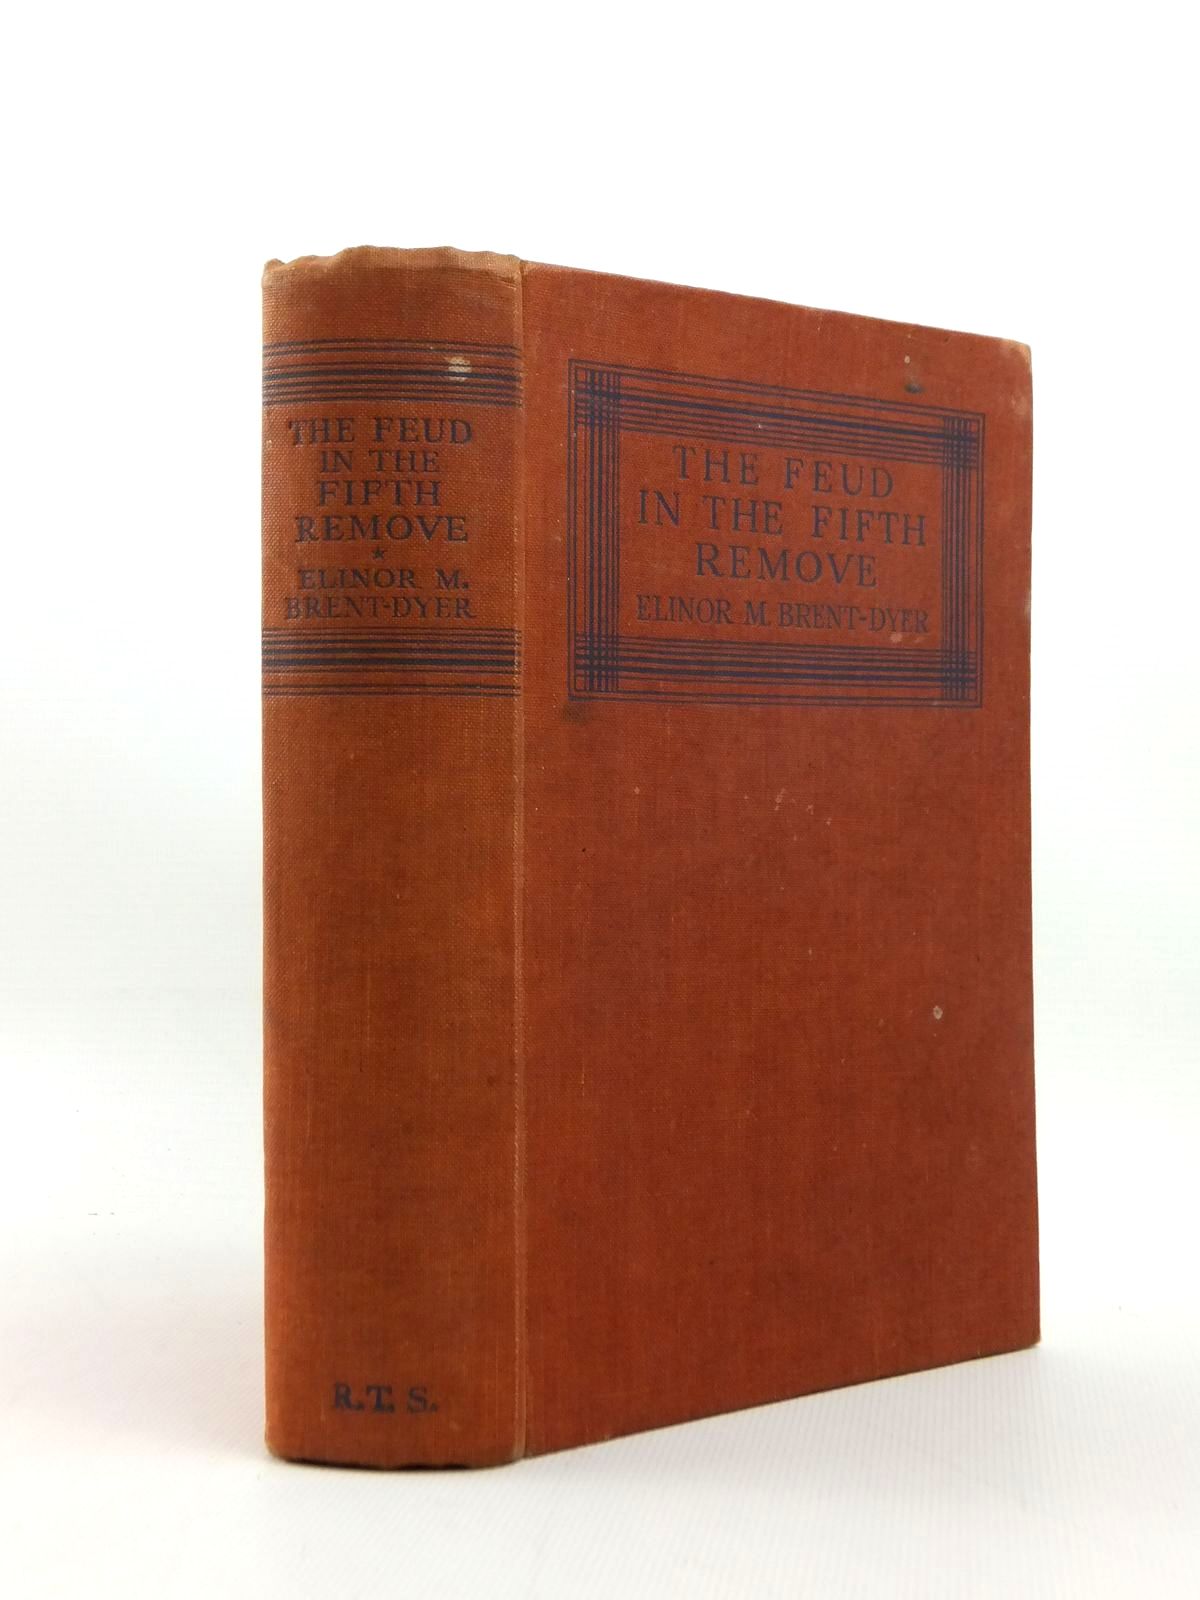 THE FEUD
IN THE
FIFTH
REMOVE
*
ELINOR M.
BRENT-DYER
R.T.S.
THE FEUD
IN THE FIFTH
REMOVE
ELINOR M. BRENT-DYER